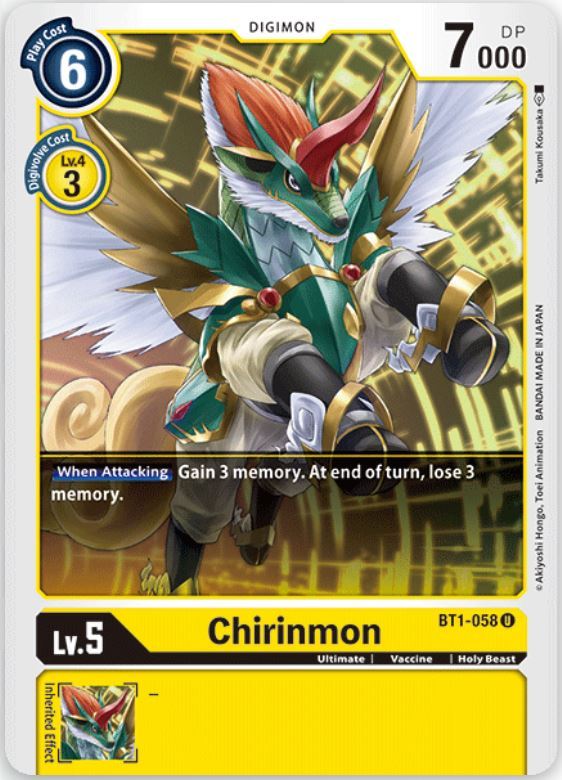 Play Cost
6
DIGIMON
7000
DP
Digivolve Cost
Lv.4
3
Takumi Kousaka
© Akiyoshi Hongo, Toei Animation BANDAI MADE IN JAPAN
When Attacking Gain 3 memory. At end of turn, lose 3
memory.
Lv.5
Chirinmon
BT1-058 U
Ultimate | Vaccine | Holy Beast
Inherited Effect
–